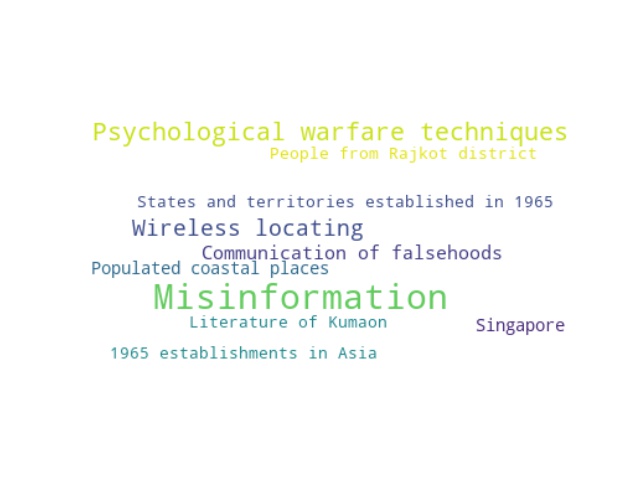 Psychological warfare techniques
People from Rajkot district
States and territories established in 1965
Wireless locating
Communication of falsehoods
Populated coastal places
Misinformation
Literature of Kumaon
Singapore
1965 establishments in Asia